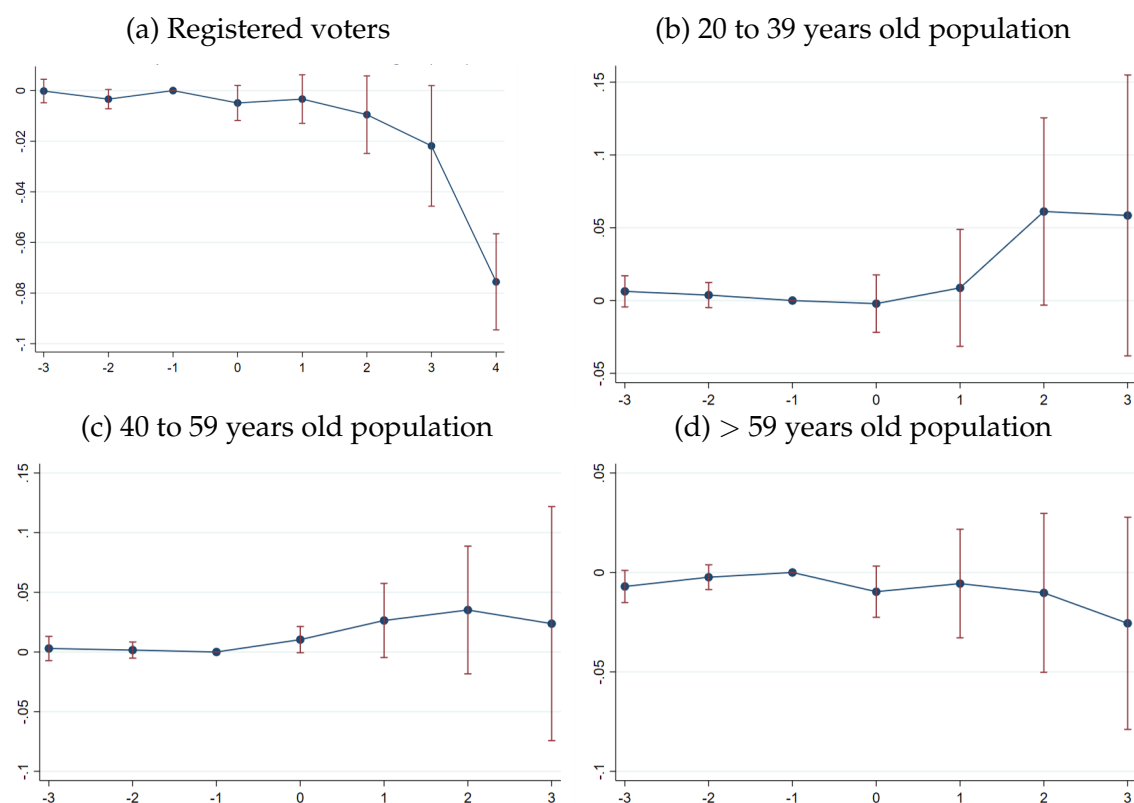 (a) Registered voters
(b) 20 to 39 years old population
0
-.02
-.04
-.06
-.08
-.1
-3 -2 -1 0 1 2 3 4
.15
.1
.05
0
-.05
-3 -2 -1 0 1 2 3
(c) 40 to 59 years old population
(d) > 59 years old population
.15
.1
.05
0
-.05
-.1
-3 -2 -1 0 1 2 3
.05
0
-.05
-.1
-3 -2 -1 0 1 2 3